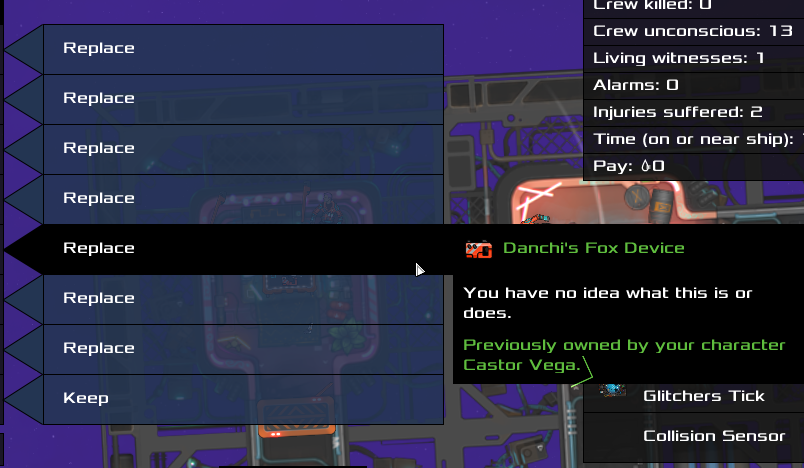 Replace
Replace
Replace
Replace
Replace
Replace
Replace
Keep
Crew killed: 0
Crew unconscious: 13
Living witnesses: 1
Alarms: 0
Injuries suffered: 2
Time (on or near ship):
Pay: 0
Danchi's Fox Device
You have no idea what this is or
does.
Previously owned by your character
Castor Vega.
Glitchers Tick
Collision Sensor